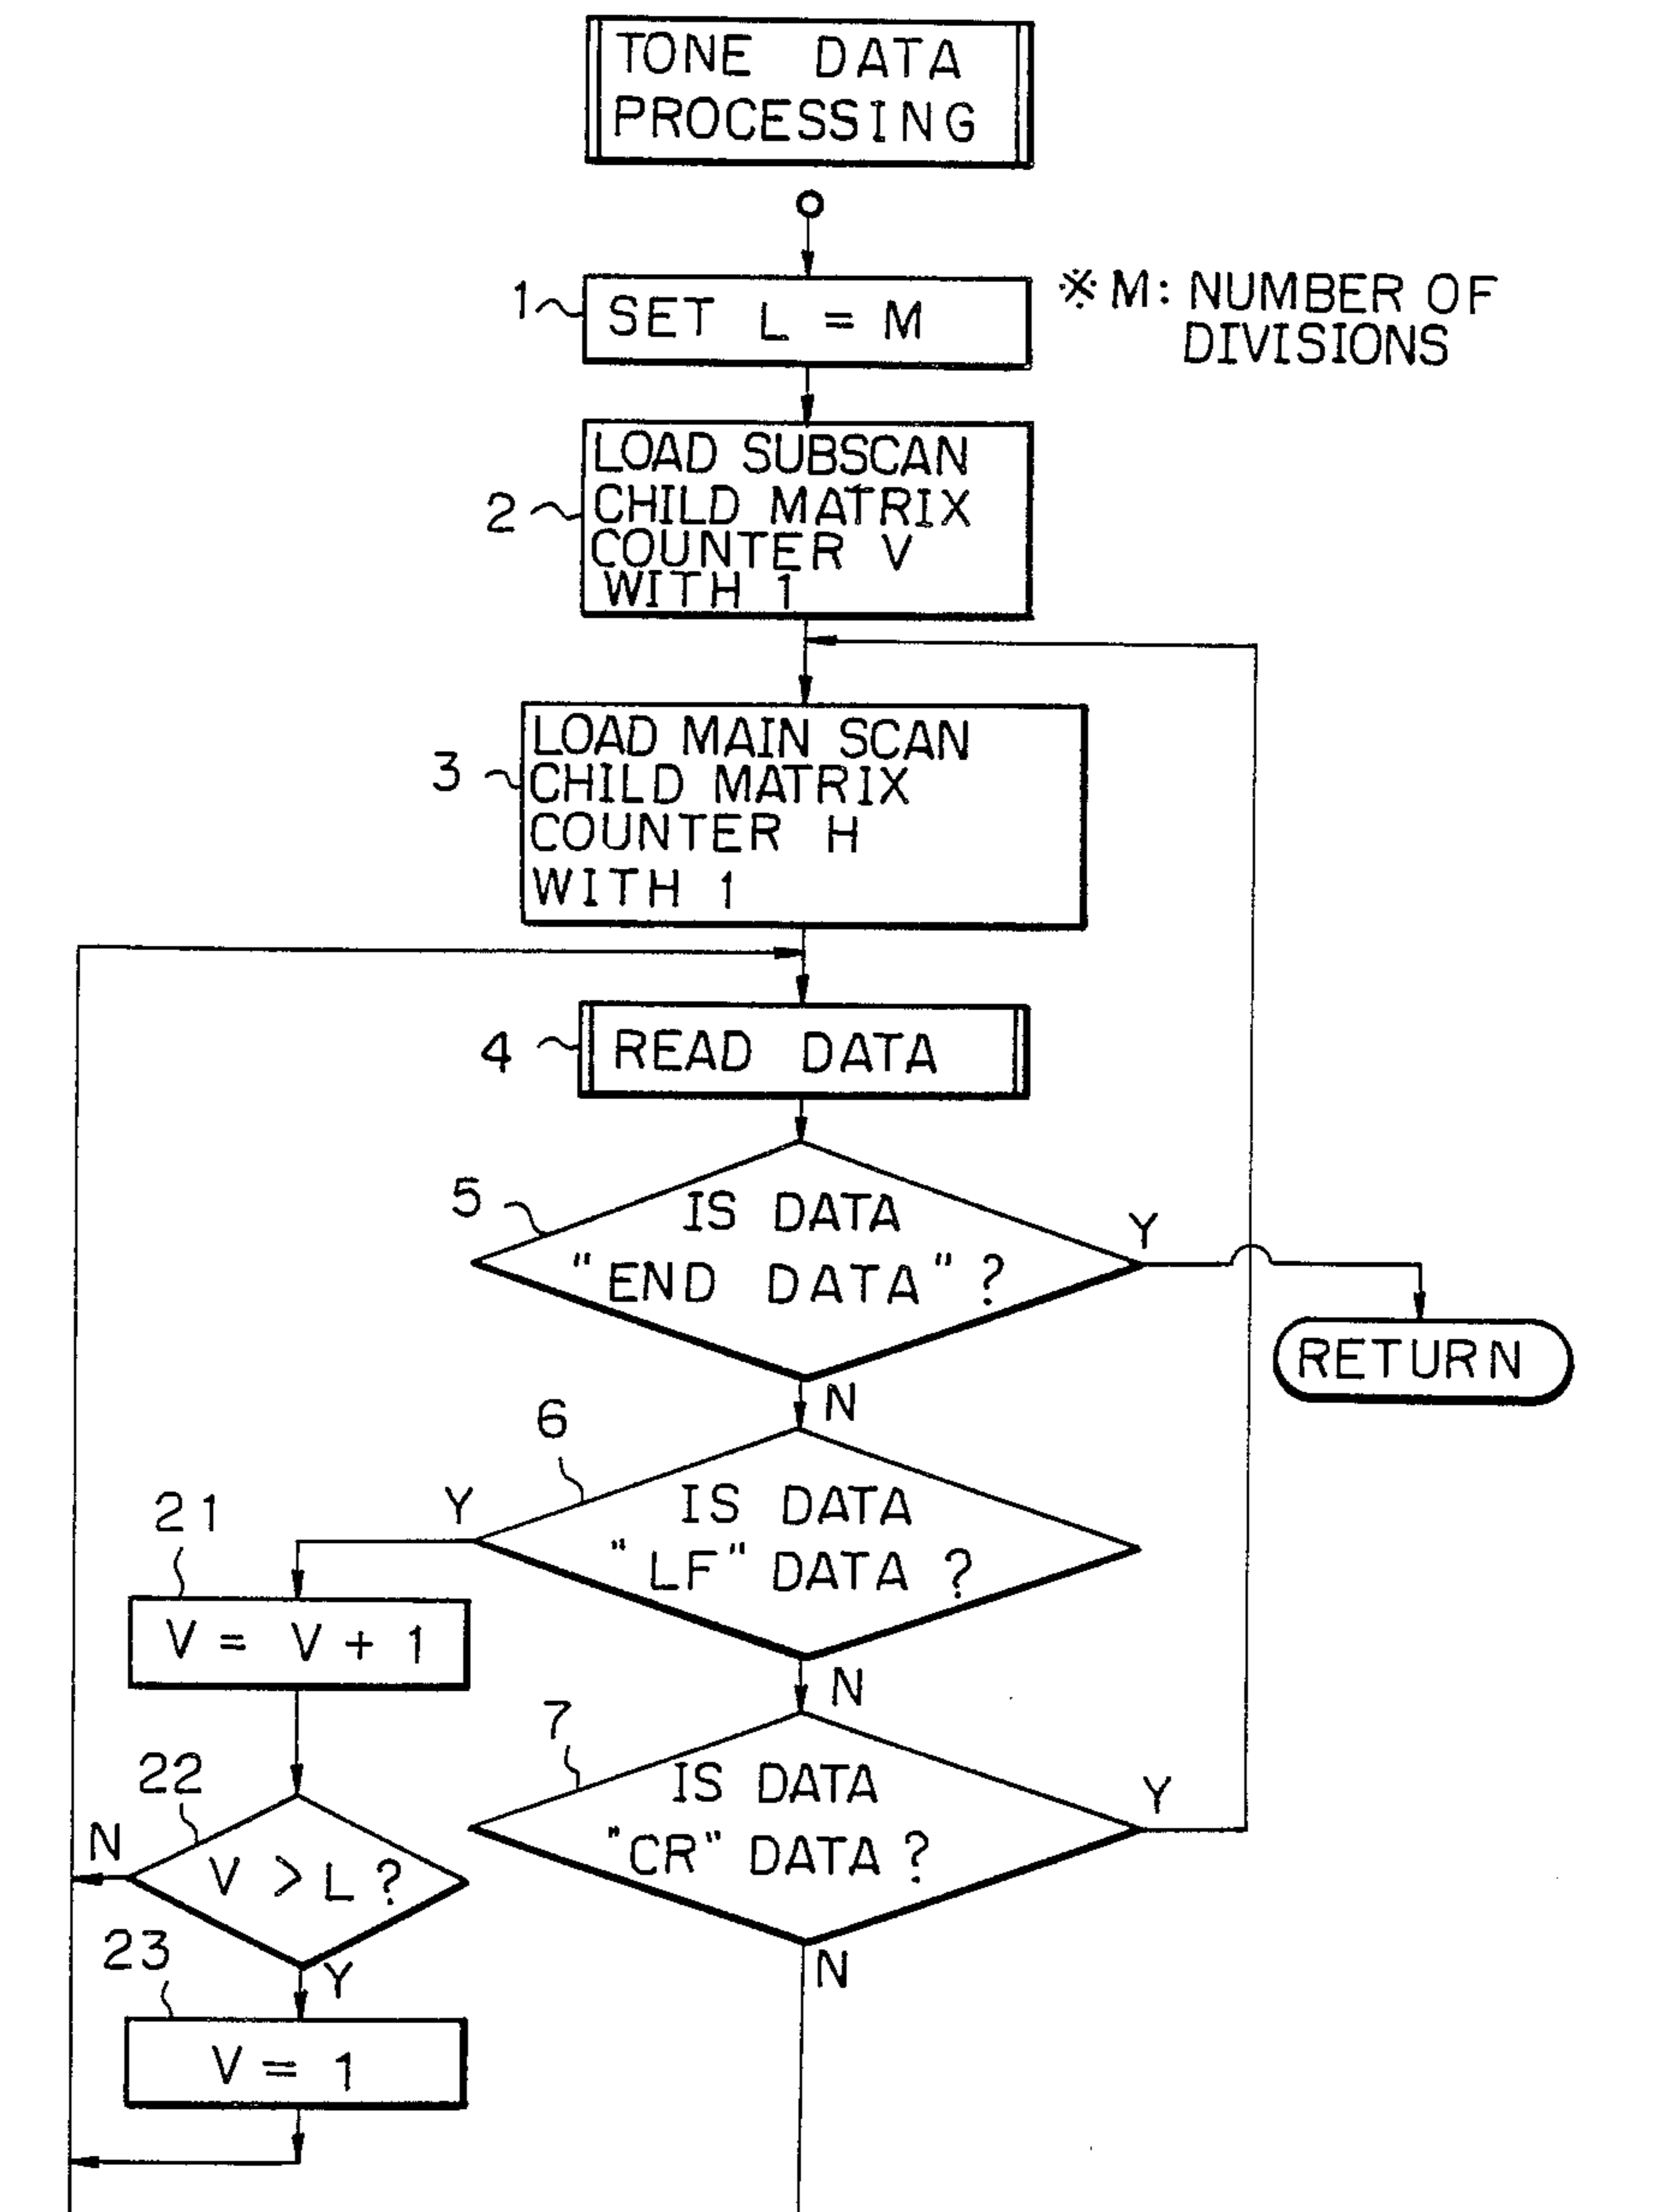 TONE DATA
PROCESSING
1
SET L = M
※ M: NUMBER OF
DIVISIONS
2
LOAD SUBSCAN
CHILD MATRIX
COUNTER V
WITH 1
3
LOAD MAIN SCAN
CHILD MATRIX
COUNTER H
WITH 1
4
READ DATA
5
IS DATA
"END DATA" ?
Y
RETURN
N
6
IS DATA
"LF" DATA ?
Y
21
V = V + 1
N
7
IS DATA
"CR" DATA ?
Y
22
N
V > L ?
23
Y
N
V = 1